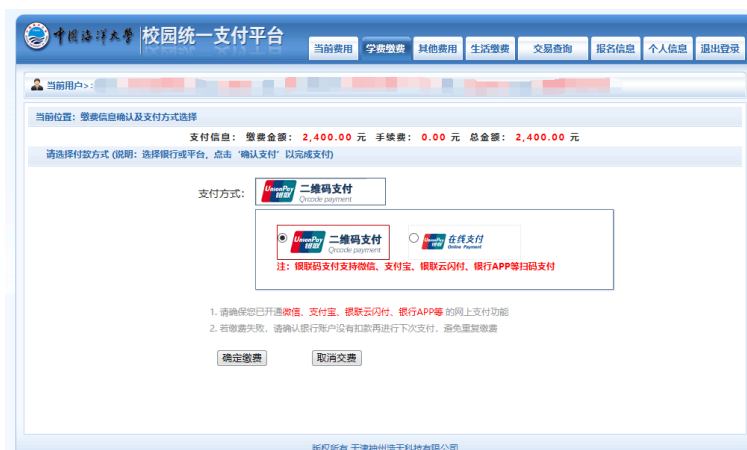 中国海洋大学 校园统一支付平台
当前费用 学费缴费 其他费用 生活缴费 交易查询 报名信息 个人信息 退出登录
当前用户>:
当前位置: 缴费信息确认及支付方式选择
支付信息: 缴费金额: 2,400.00 元 手续费: 0.00 元 总金额: 2,400.00 元
请选择付款方式 (说明: 选择银行或平台, 点击 ‘确认支付’ 以完成支付)
支付方式: UnionPay 银联 二维码支付
Qrcode payment
UnionPay 银联 二维码支付 UnionPay 银联 在线支付
Qrcode payment Online Payment
注: 银联码支付支持微信、支付宝、银联云闪付、银行APP等扫码支付
1. 请确保您已开通微信、支付宝、银联云闪付、银行APP等 的网上支付功能
2. 若缴费失败, 请确认银行账户没有扣款再进行下次支付, 避免重复缴费
确定缴费 取消交费
版权所有 天津神州浩天科技有限公司